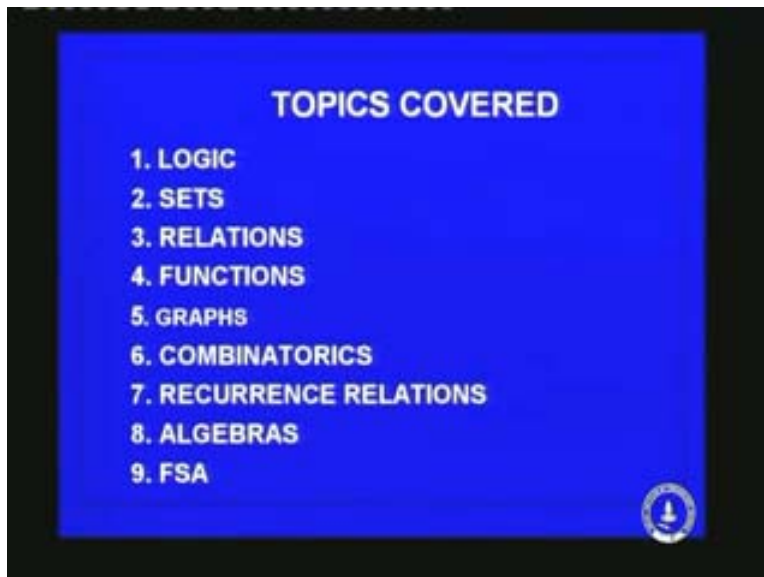 TOPICS COVERED
1. LOGIC
2. SETS
3. RELATIONS
4. FUNCTIONS
5. GRAPHS
6. COMBINATORICS
7. RECURRENCE RELATIONS
8. ALGEBRAS
9. FSA